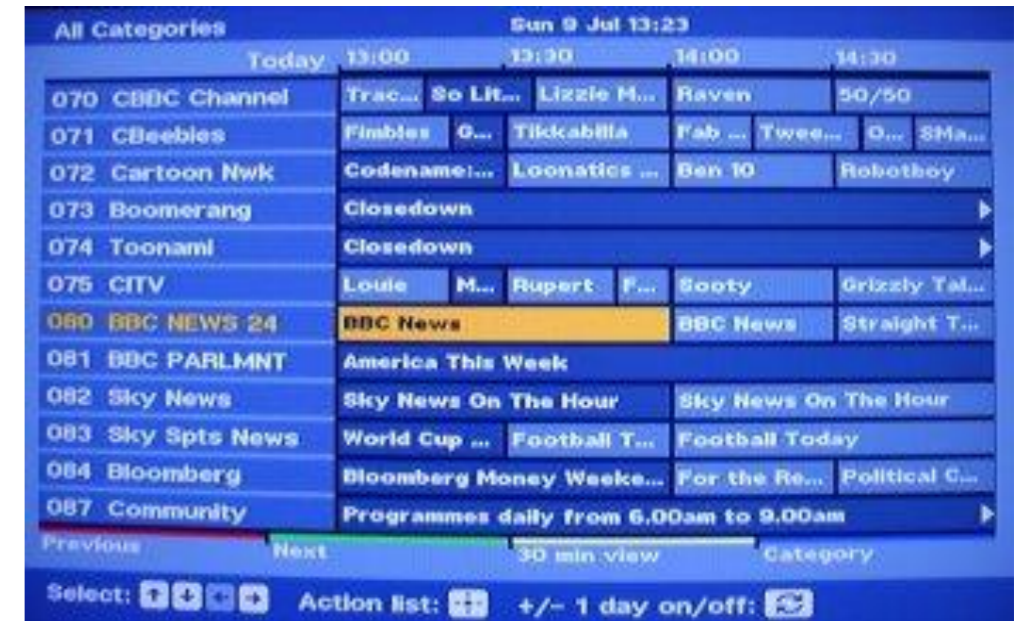 All Categories Sun 9 Jul 13:23
Today 13:00 13:30 14:00 14:30
070 CBBC Channel Trac... So Lit... Lizzie M... Raven 50/50
071 CBeebies Fimbles G... Tikkabilla Fab ... Twee... O... SMa...
072 Cartoon Nwk Codename:... Loonatics ... Ben 10 Robotboy
073 Boomerang Closedown
074 Toonami Closedown
075 CITV Louie M... Rupert F... Sooty Grizzly Tal...
080 BBC NEWS 24 BBC News BBC News Straight T...
081 BBC PARLMNT America This Week
082 Sky News Sky News On The Hour Sky News On The Hour
083 Sky Spts News World Cup ... Football T... Football Today
084 Bloomberg Bloomberg Money Weeke... For the Re... Political C...
087 Community Programmes daily from 6.00am to 9.00am
Previous Next 30 min view Category
Select: Action list: +/- 1 day on/off: